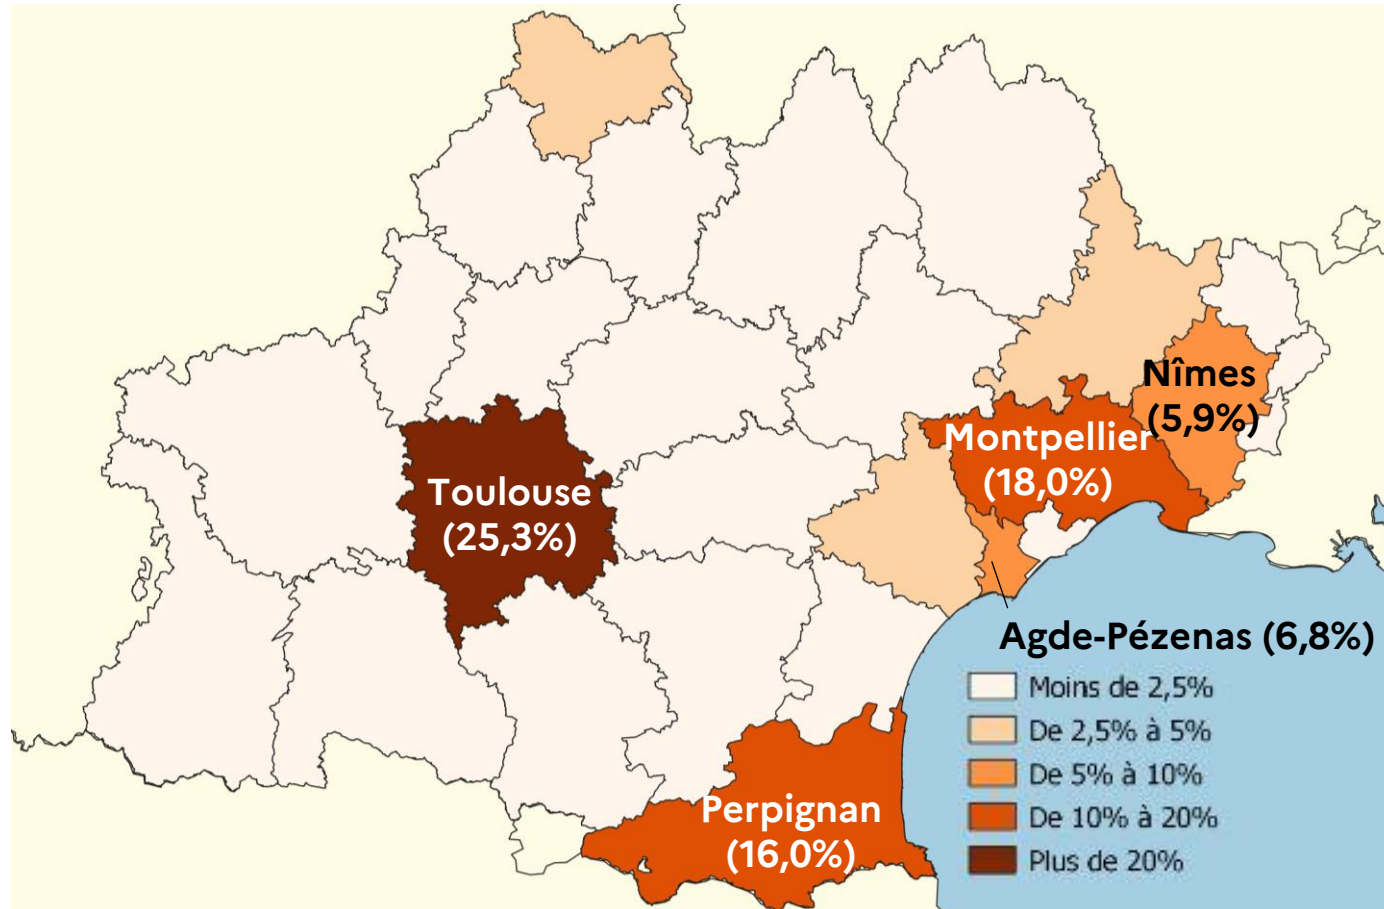 Nîmes
(5,9%)
Montpellier
(18,0%)
Toulouse
(25,3%)
Agde-Pézenas (6,8%)
Perpignan
(16,0%)
Moins de 2,5%
De 2,5% à 5%
De 5% à 10%
De 10% à 20%
Plus de 20%